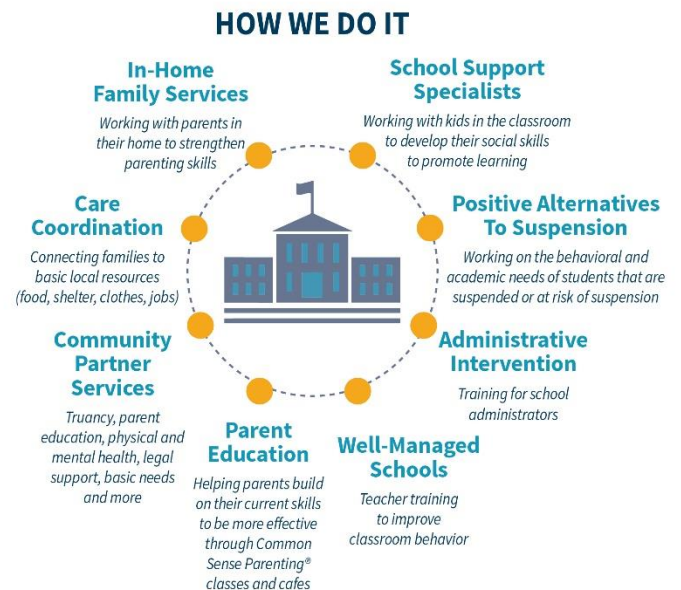 HOW WE DO IT
In-Home
Family Services
Working with parents in
their home to strengthen
parenting skills
School Support
Specialists
Working with kids in the classroom
to develop their social skills
to promote learning
Care
Coordination
Connecting families to
basic local resources
(food, shelter, clothes, jobs)
Positive Alternatives
To Suspension
Working on the behavioral and
academic needs of students that are
suspended or at risk of suspension
Community
Partner
Services
Truancy, parent
education, physical and
mental health, legal
support, basic needs
and more
Administrative
Intervention
Training for school
administrators
Parent
Education
Helping parents build
on their current skills
to be more effective
through Common
Sense Parenting®
classes and cafes
Well-Managed
Schools
Teacher training
to improve
classroom behavior